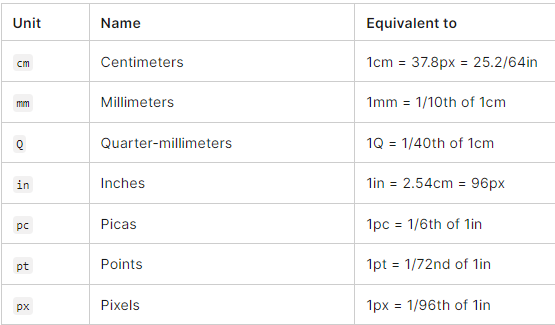 Unit Name Equivalent to
cm Centimeters 1cm = 37.8px = 25.2/64in
mm Millimeters 1mm = 1/10th of 1cm
Q Quarter-millimeters 1Q = 1/40th of 1cm
in Inches 1in = 2.54cm = 96px
pc Picas 1pc = 1/6th of 1in
pt Points 1pt = 1/72nd of 1in
px Pixels 1px = 1/96th of 1in